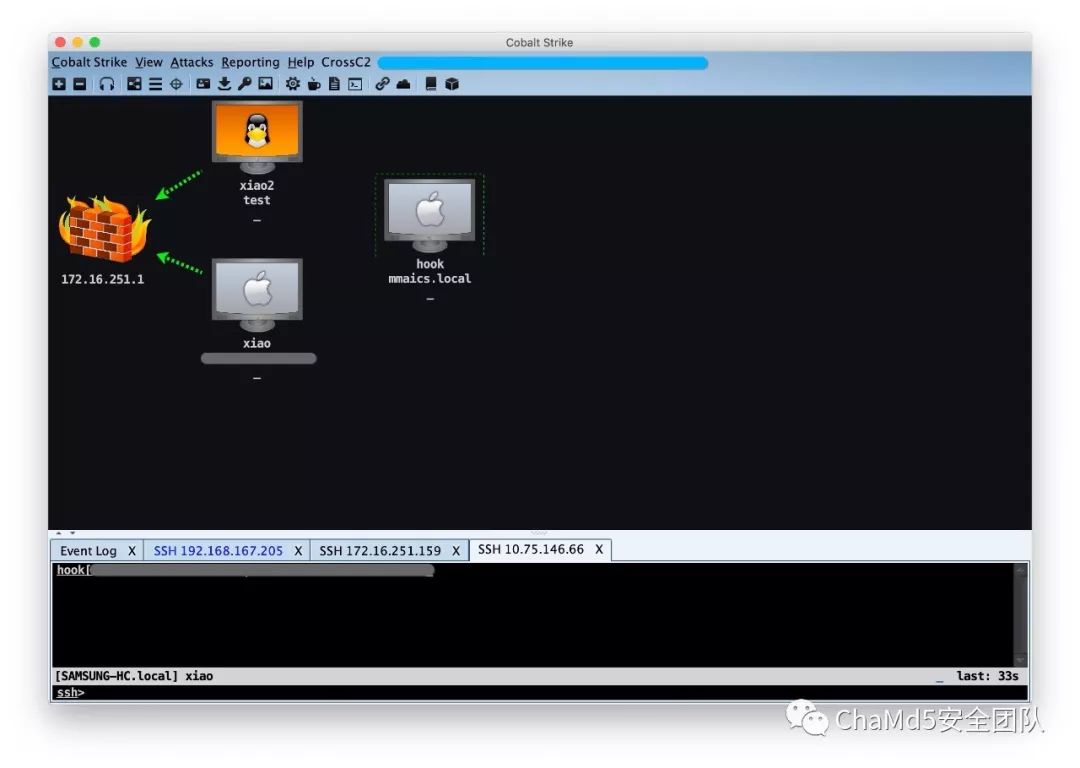 Cobalt Strike
Cobalt Strike View Attacks Reporting Help CrossC2
xiao2
test
172.16.251.1
hook
mmaics.local
xiao
Event Log X SSH 192.168.167.205 X SSH 172.16.251.159 X SSH 10.75.146.66 X
hook[
[SAMSUNG-HC.local] xiao _ last: 33s
ssh>
ChaMd5安全团队